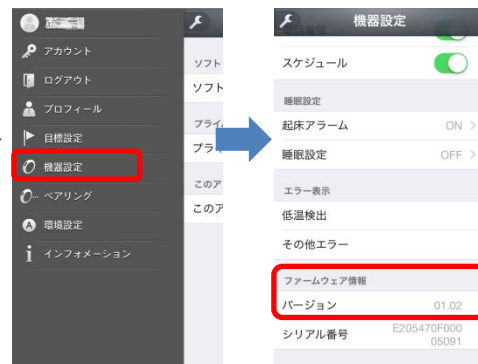 アカウント
ログアウト
プロフィール
目標設定
機器設定
ペアリング
環境設定
インフォメーション
ソフト
ソフト
プライ
プラ
このア
このア
機器設定
スケジュール
睡眠設定
起床アラーム ON >
睡眠設定 OFF >
エラー表示
低温検出
その他エラー
ファームウェア情報
バージョン 01.02
シリアル番号 E205470F000
05091